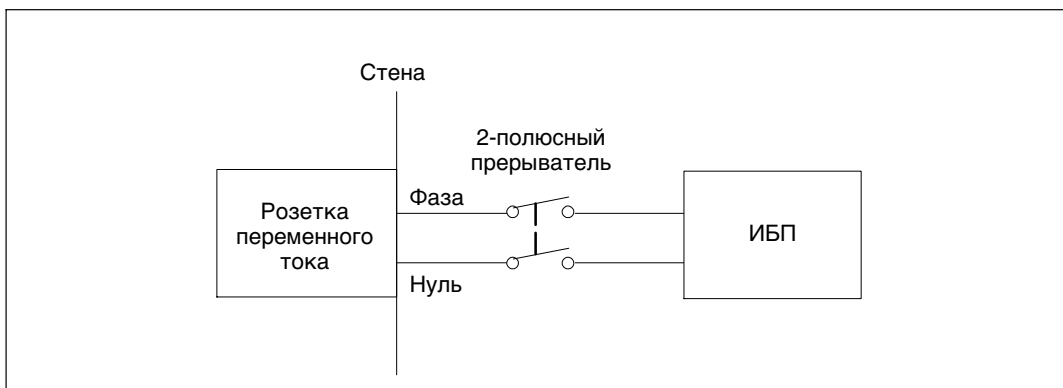 Стена
2-полюсный
прерыватель
Фаза
Розетка
переменного
тока
ИБП
Нуль